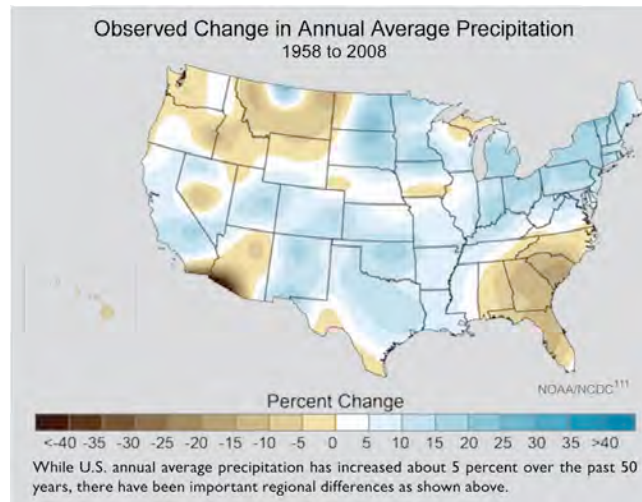 Observed Change in Annual Average Precipitation
1958 to 2008
NOAA/NCDC¹¹¹
Percent Change
<-40 -35 -30 -25 -20 -15 -10 -5 0 5 10 15 20 25 30 35 >40
While U.S. annual average precipitation has increased about 5 percent over the past 50
years, there have been important regional differences as shown above.